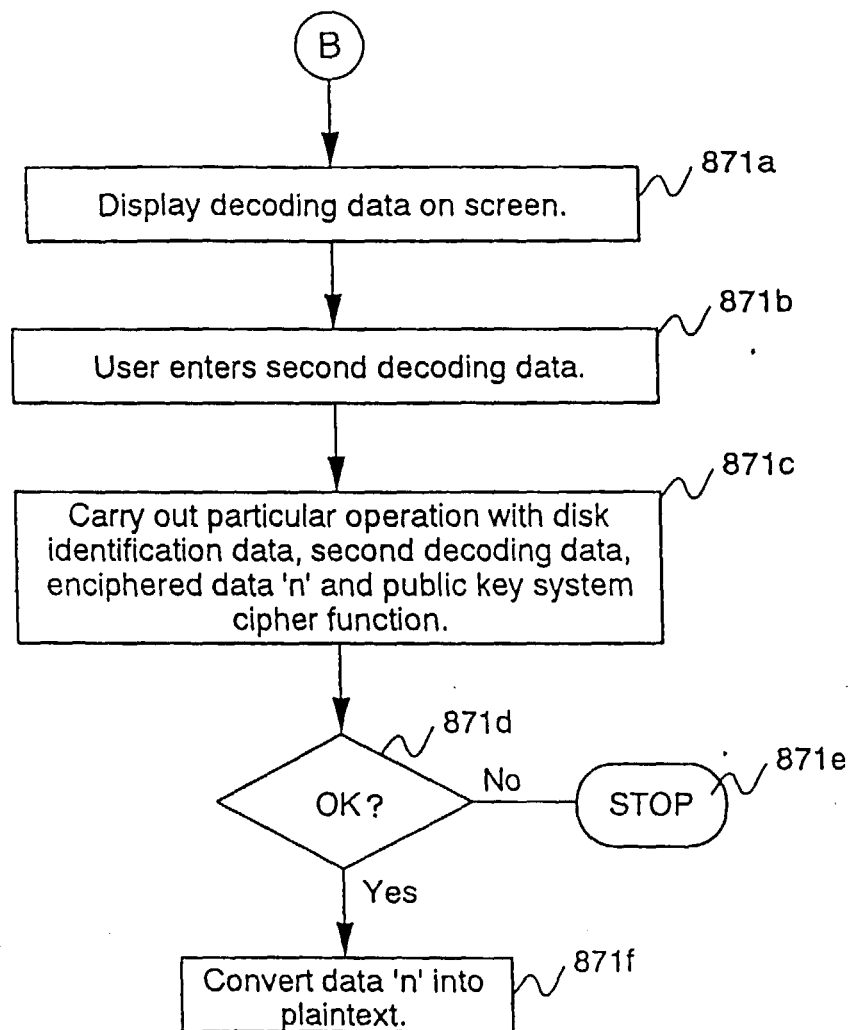 B
871a
Display decoding data on screen.
871b
User enters second decoding data.
871c
Carry out particular operation with disk
identification data, second decoding data,
enciphered data 'n' and public key system
cipher function.
871d
871e
OK?
No
STOP
Yes
871f
Convert data 'n' into
plaintext.